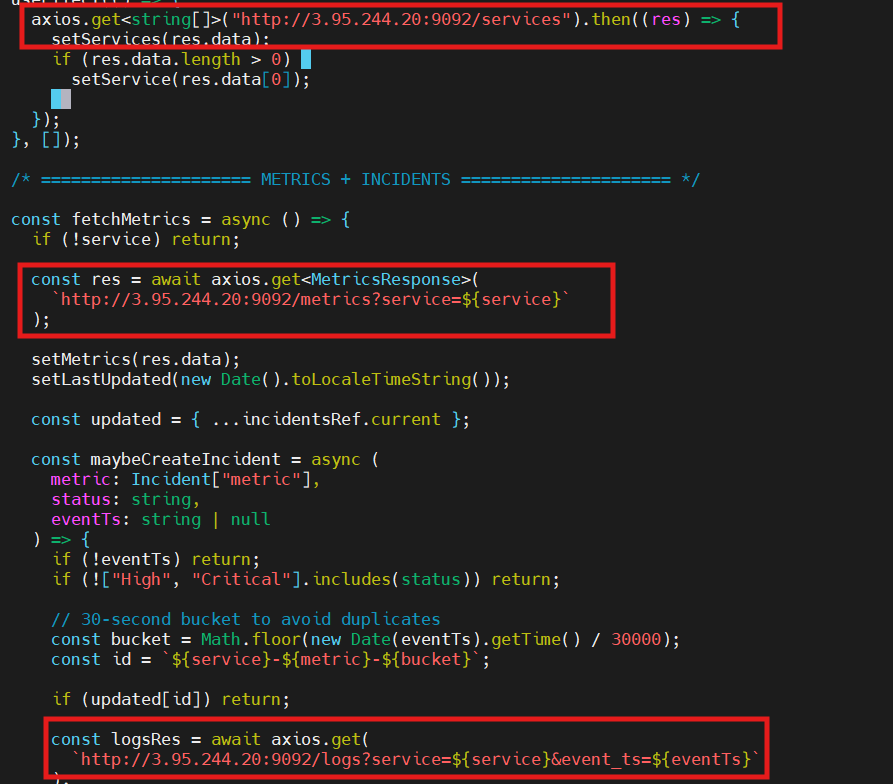 useEffect(() => {
axios.get<string[]>("http://3.95.244.20:9092/services").then((res) => {
setServices(res.data);
if (res.data.length > 0)
setService(res.data[0]);
});
}, []);
/* ===================== METRICS + INCIDENTS ===================== */
const fetchMetrics = async () => {
if (!service) return;
const res = await axios.get<MetricsResponse>(
`http://3.95.244.20:9092/metrics?service=${service}`
);
setMetrics(res.data);
setLastUpdated(new Date().toLocaleTimeString());
const updated = { ...incidentsRef.current };
const maybeCreateIncident = async (
metric: Incident["metric"],
status: string,
eventTs: string | null
) => {
if (!eventTs) return;
if (!["High", "Critical"].includes(status)) return;
// 30-second bucket to avoid duplicates
const bucket = Math.floor(new Date(eventTs).getTime() / 30000);
const id = `${service}-${metric}-${bucket}`;
if (updated[id]) return;
const logsRes = await axios.get(
`http://3.95.244.20:9092/logs?service=${service}&event_ts=${eventTs}`
);